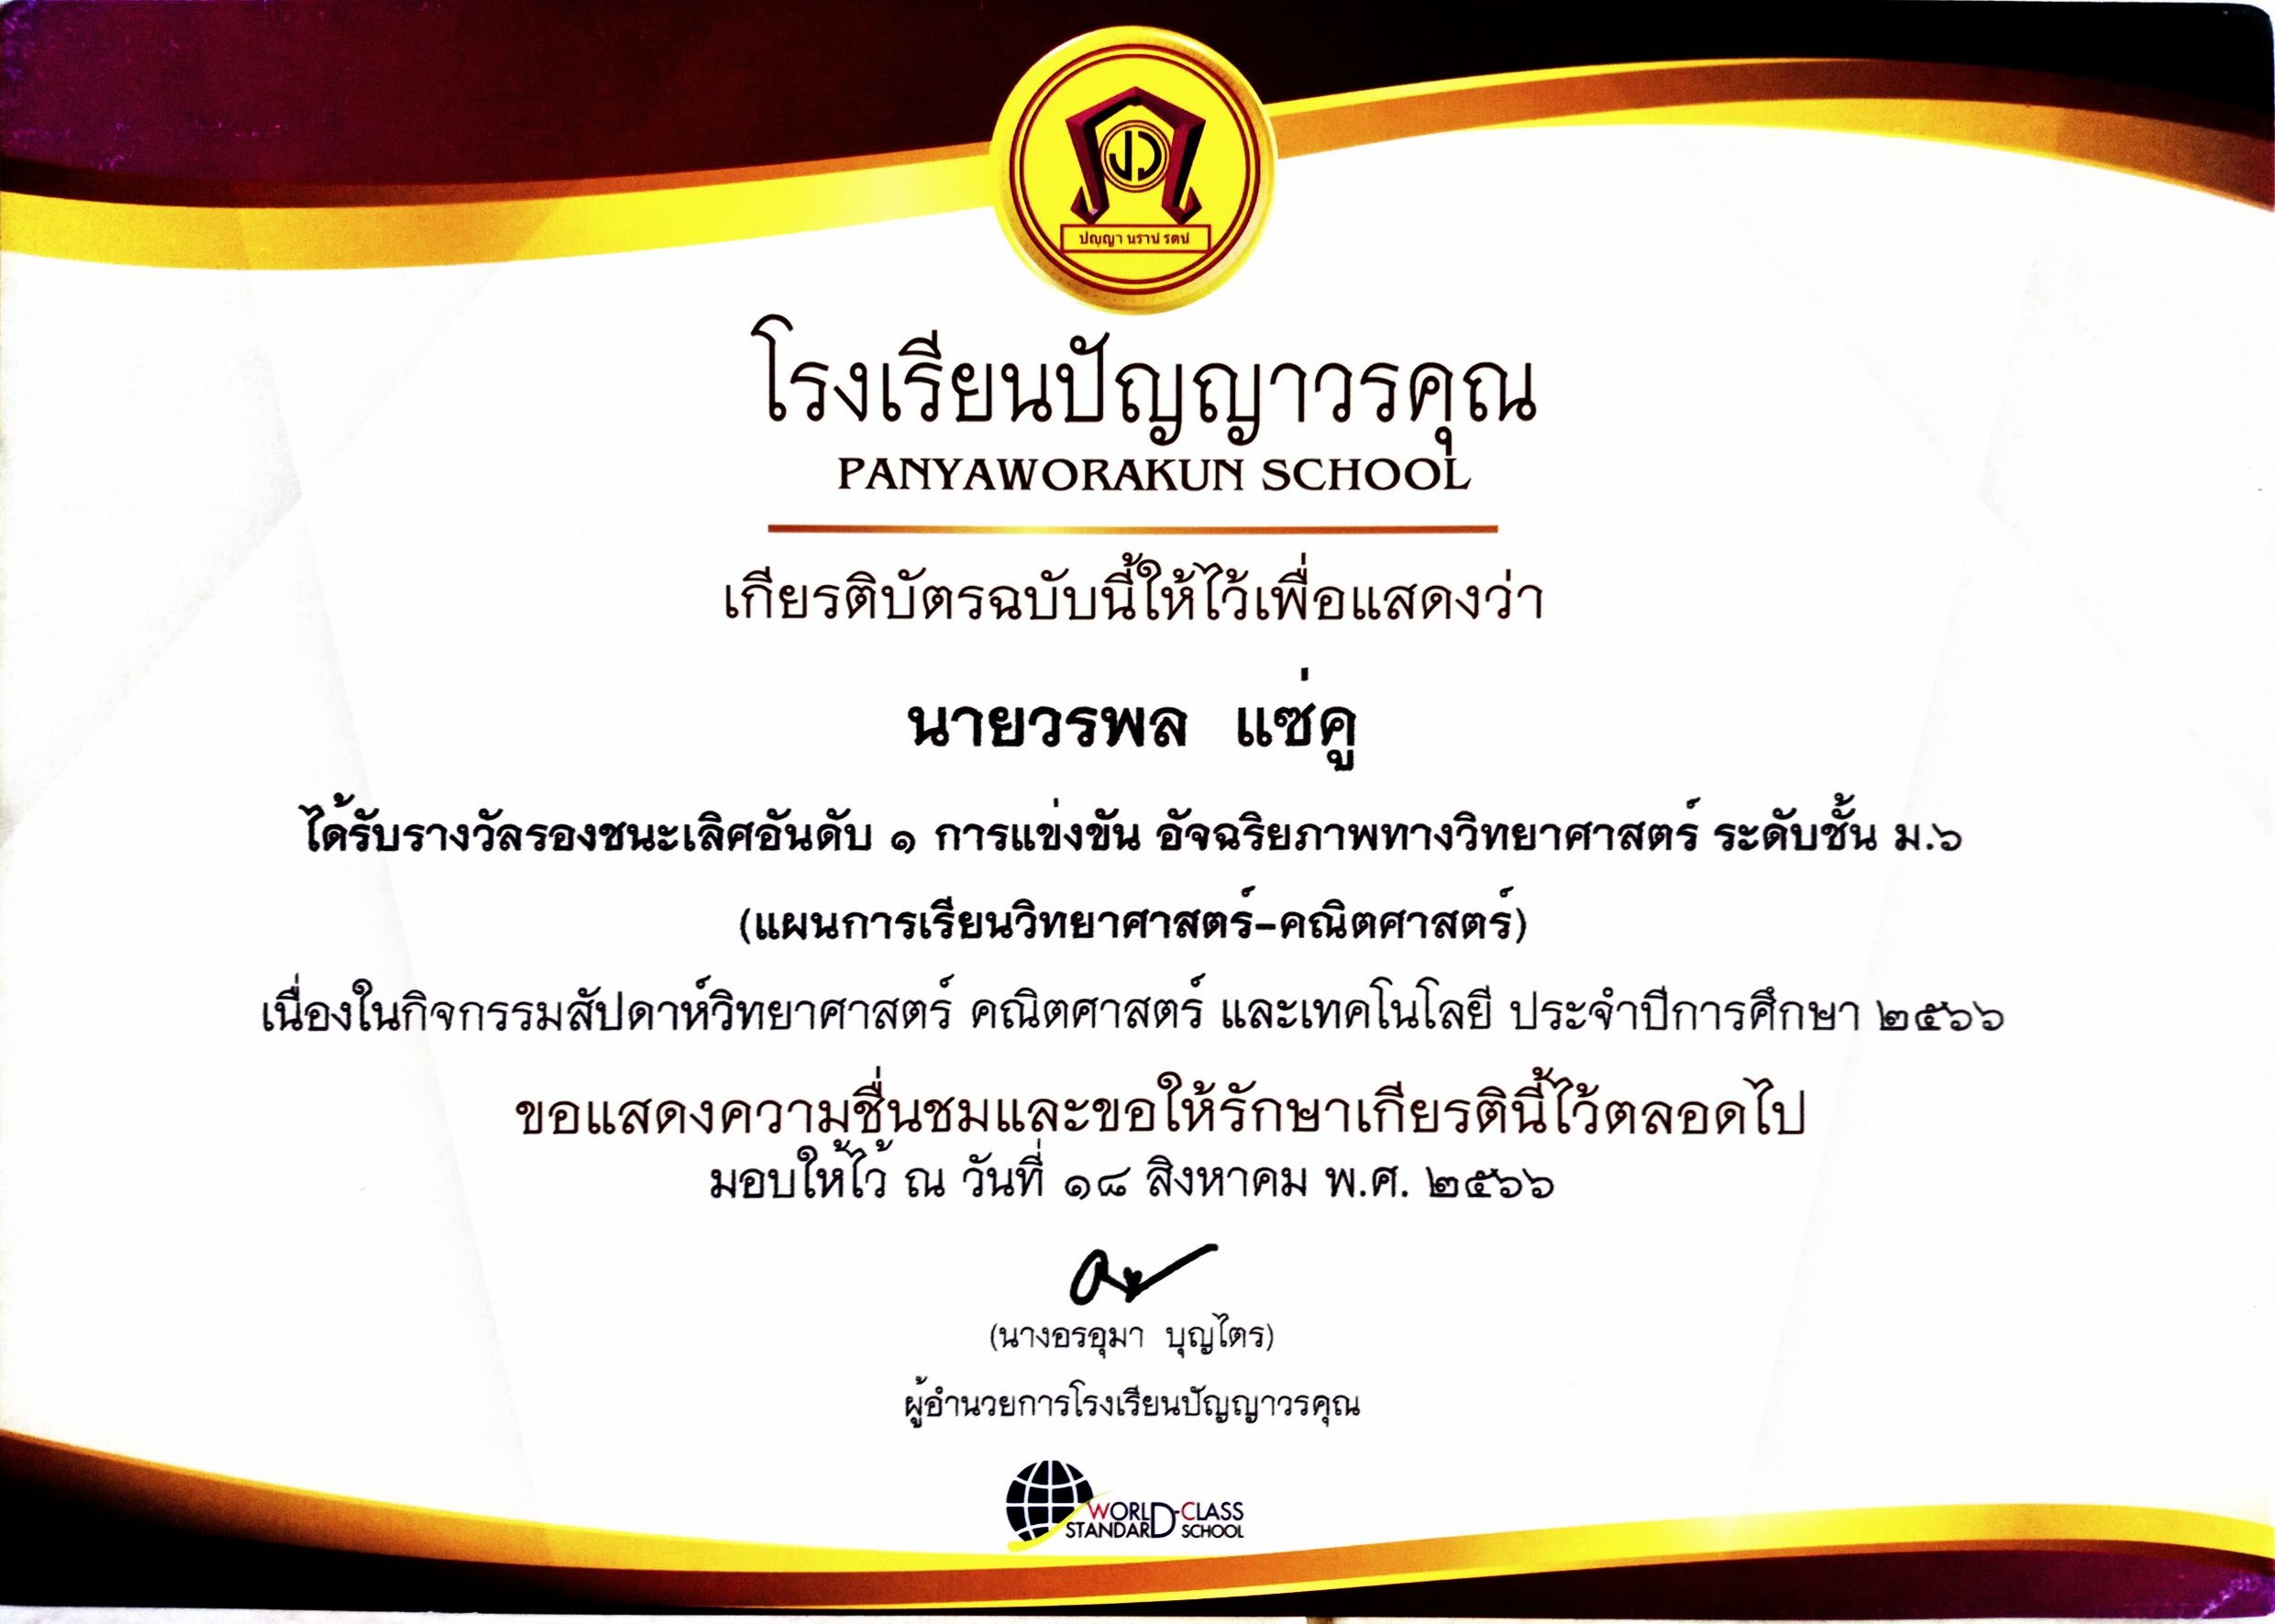 ปญฺญา นรานํ รตนํ
โรงเรียนปัญญาวรคุณ
PANYAWORAKUN SCHOOL
เกียรติบัตรฉบับนี้ให้ไว้เพื่อแสดงว่า
นายวรพล แซ่คู
ได้รับรางวัลรองชนะเลิศอันดับ ๑ การแข่งขัน อัจฉริยภาพทางวิทยาศาสตร์ ระดับชั้น ม.๖
(แผนการเรียนวิทยาศาสตร์-คณิตศาสตร์)
เนื่องในกิจกรรมสัปดาห์วิทยาศาสตร์ คณิตศาสตร์ และเทคโนโลยี ประจำปีการศึกษา ๒๕๖๖
ขอแสดงความชื่นชมและขอให้รักษาเกียรตินี้ไว้ตลอดไป
มอบให้ไว้ ณ วันที่ ๑๘ สิงหาคม พ.ศ. ๒๕๖๖
(นางอรอุมา บุญไตร)
ผู้อำนวยการโรงเรียนปัญญาวรคุณ
WORLD-CLASS
STANDARD SCHOOL